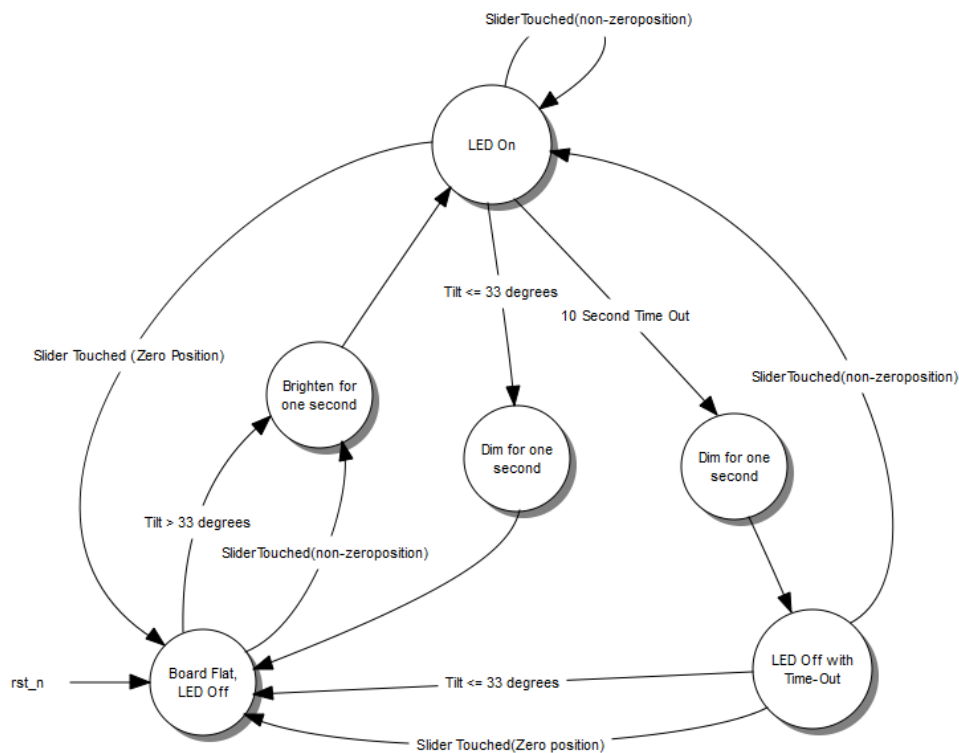 SliderTouched(non-zeroposition)
LED On
Tilt <= 33 degrees
10 Second Time Out
Slider Touched (Zero Position)
SliderTouched(non-zeroposition)
Brighten for
one second
Dim for one
second
Dim for one
second
Tilt > 33 degrees
SliderTouched(non-zeroposition)
Board Flat,
LED Off
rst_n
LED Off with
Time-Out
Tilt <= 33 degrees
Slider Touched(Zero position)